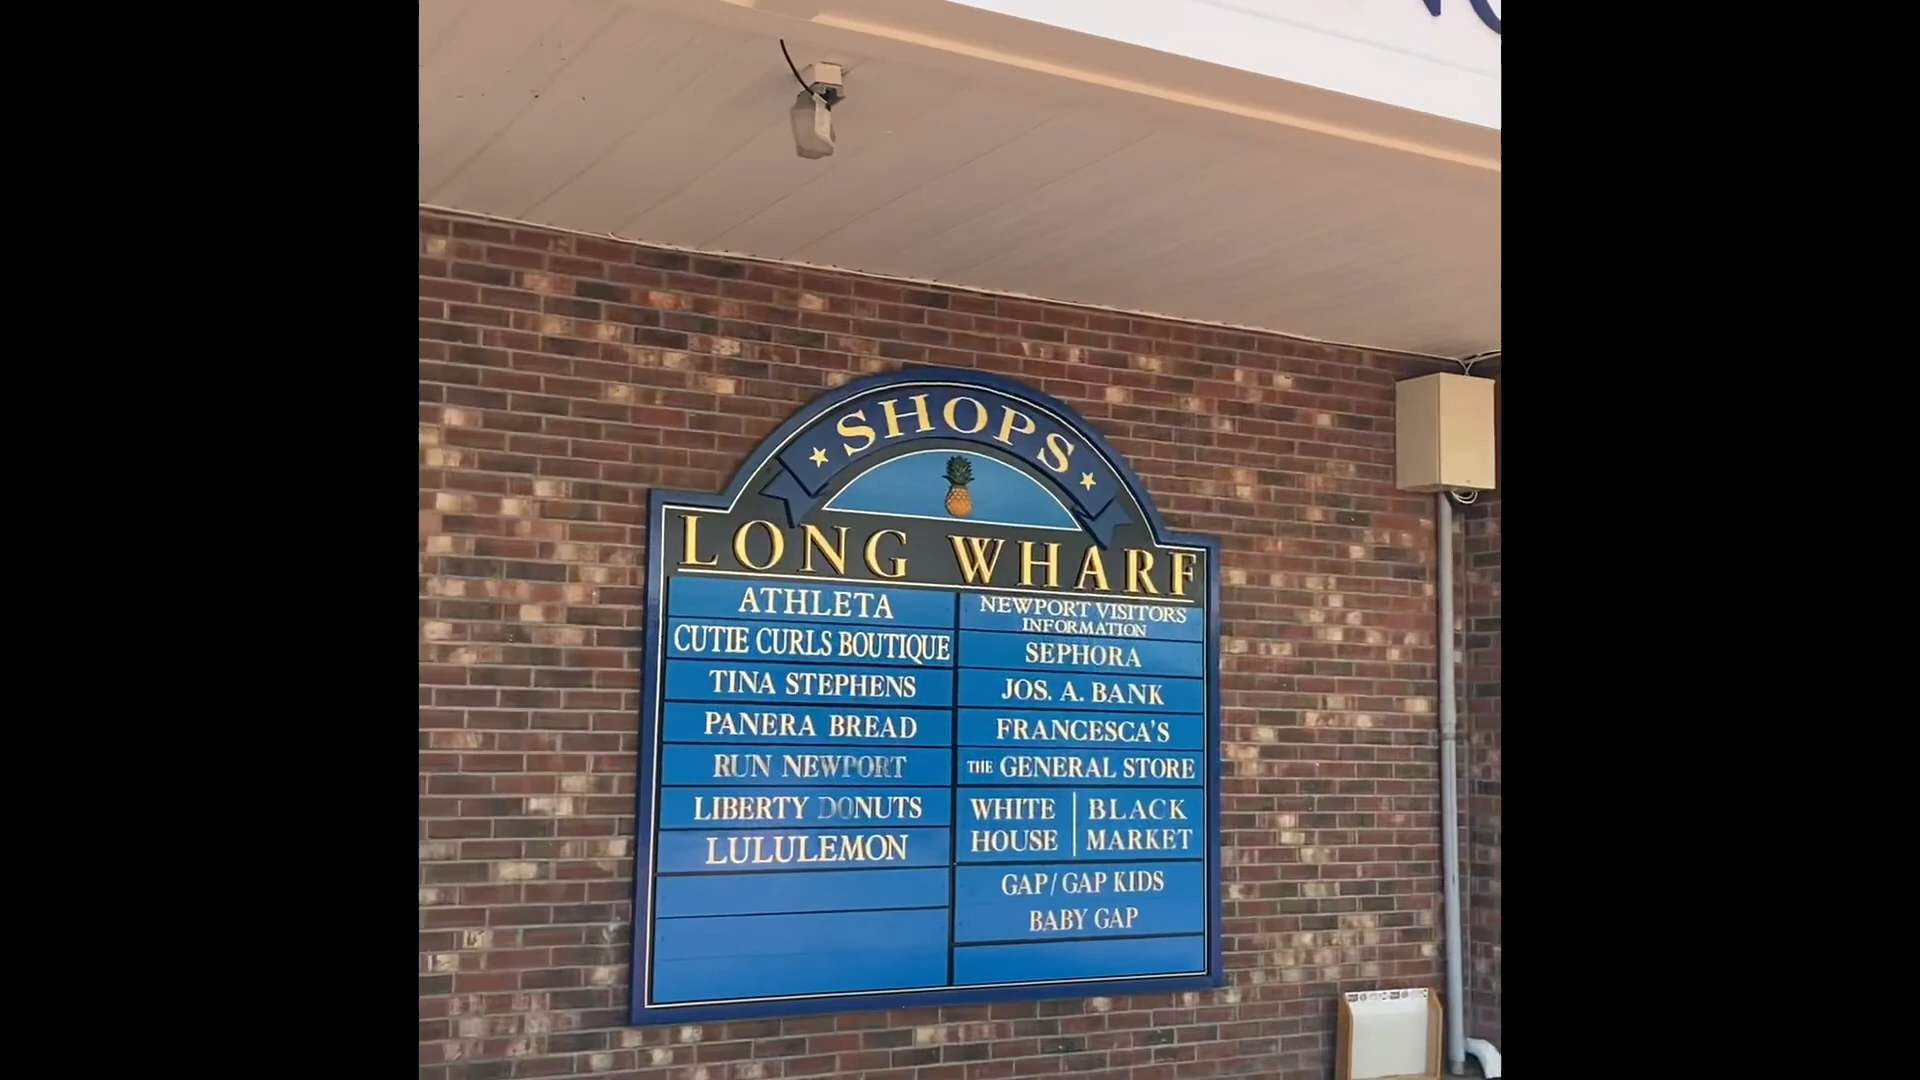 SHOPS
LONG WHARF
ATHLETA
CUTIE CURLS BOUTIQUE
TINA STEPHENS
PANERA BREAD
RUN NEWPORT
LIBERTY DONUTS
LULULEMON
NEWPORT VISITORS
INFORMATION
SEPHORA
JOS. A. BANK
FRANCESCA'S
THE GENERAL STORE
WHITE | BLACK
HOUSE | MARKET
GAP/GAP KIDS
BABY GAP